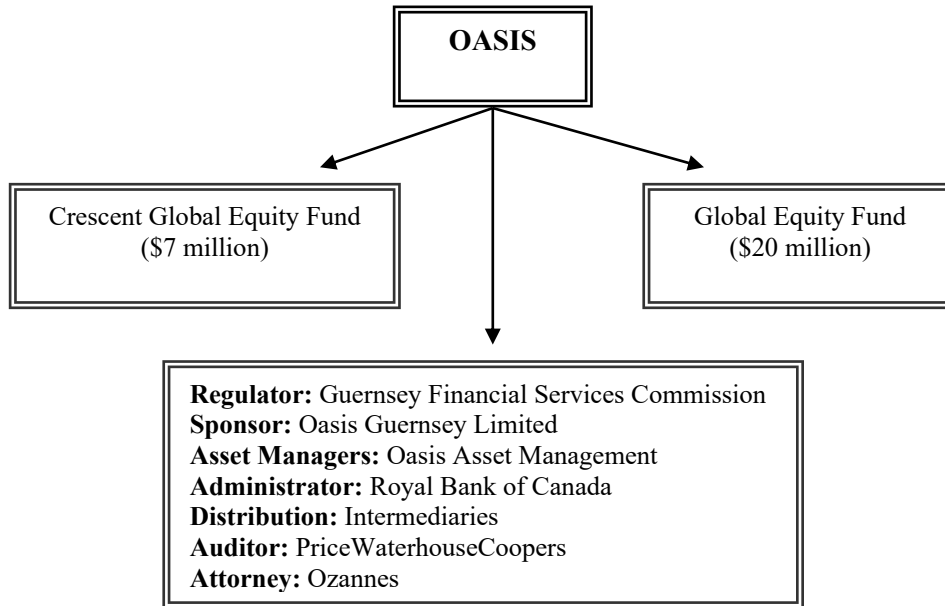 OASIS
Crescent Global Equity Fund
($7 million)
Global Equity Fund
($20 million)
Regulator: Guernsey Financial Services Commission
Sponsor: Oasis Guernsey Limited
Asset Managers: Oasis Asset Management
Administrator: Royal Bank of Canada
Distribution: Intermediaries
Auditor: PriceWaterhouseCoopers
Attorney: Ozannes